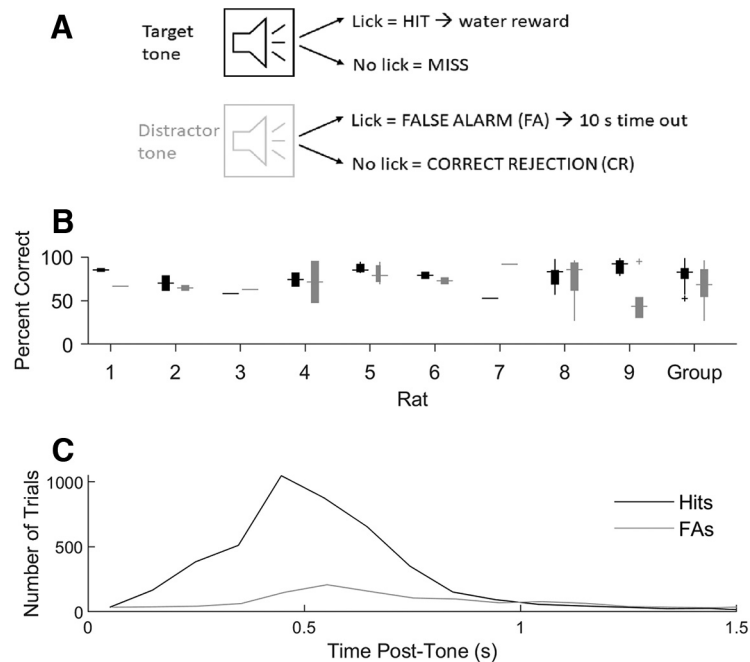 A
Target tone
Lick = HIT → water reward
No lick = MISS
Distractor tone
Lick = FALSE ALARM (FA) → 10 s time out
No lick = CORRECT REJECTION (CR)
B
Percent Correct
100
50
0
1 2 3 4 5 6 7 8 9 Group
Rat
C
Number of Trials
1000
500
0
Hits
FAs
0 0.5 1 1.5
Time Post-Tone (s)